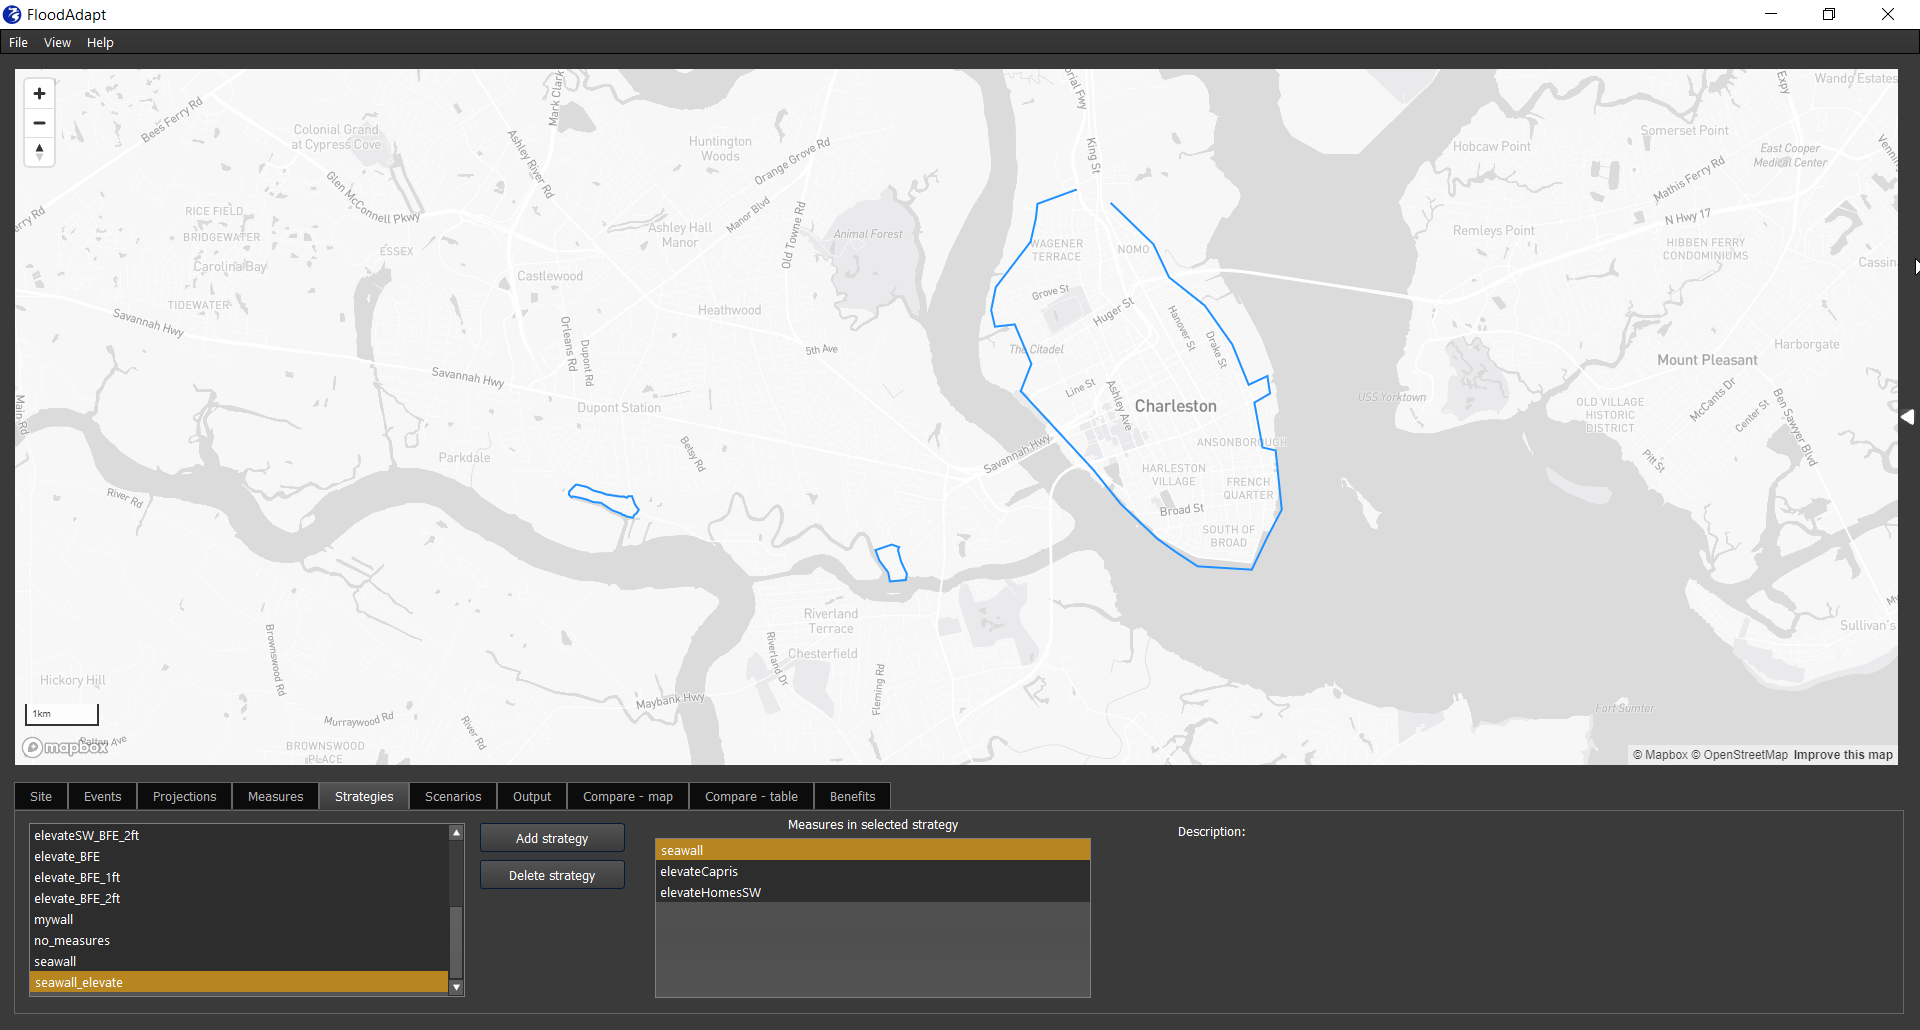 FloodAdapt
File View Help
Wando Estates
Expy
Mark Clark
orial Fwy
Bees Ferry Rd
Colonial Grand
at Cypress Cove
Ashley River Rd
Huntington
Woods
Orange Grove Rd
King St
Somerset Point
Hobcaw Point
East Cooper
Medical Center
Mathis Ferry Rd
Glen McConnell Pkwy
Manor Blvd
Old Towne Rd
RICE FIELD
BRIDGEWATER
Carolina Bay
ESSEX
Ashley Hall
Manor
Animal Forest
WAGENER
TERRACE
NOMO
N Hwy 17
Remleys Point
HIBBEN FERRY
CONDOMINIUMS
Cassin
erry Rd
Castlewood
TIDEWATER
Savannah Hwy
Heathwood
Grove St
Huger St
Hanover St
Drake St
Orleans Rd
Dupont Rd
5th Ave
The Citadel
Harborgate
Mount Pleasant
Savannah Hwy
Line St
Ashley Ave
Charleston
USS Yorktown
McCants Dr
Center St
Ben Sawyer Blvd
OLD VILLAGE
HISTORIC
DISTRICT
Main Rd
Dupont Station
Parkdale
Betsy Rd
Savannah Hwy
ANSONBOROUGH
HARLESTON
VILLAGE
FRENCH
QUARTER
Pitt St
River Rd
Broad St
SOUTH OF
BROAD
Riverland
Terrace
Chesterfield
Riverland Dr
Fleming Rd
Brownswood Rd
Sullivan's
Hickory Hill
Maybank Hwy
Fort Sumter
1km
Murraywood Rd
River Rd
BROWNSWOOD
PLACE
mapbox
© Mapbox © OpenStreetMap Improve this map
Site Events Projections Measures Strategies Scenarios Output Compare - map Compare - table Benefits
elevateSW_BFE_2ft
elevate_BFE
elevate_BFE_1ft
elevate_BFE_2ft
mywall
no_measures
seawall
seawall_elevate
Add strategy
Delete strategy
Measures in selected strategy
seawall
elevateCapris
elevateHomesSW
Description: